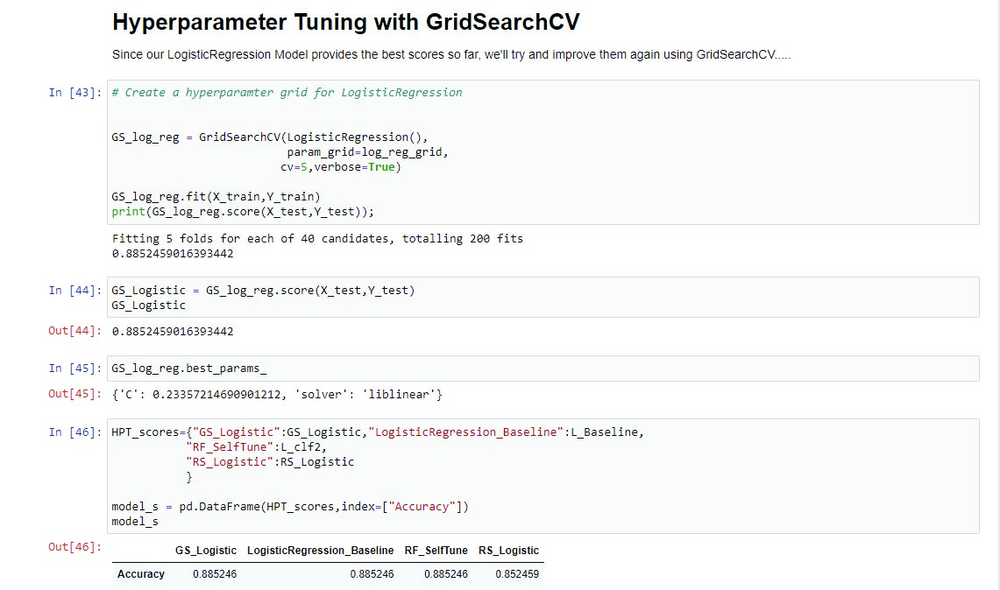 Hyperparameter Tuning with GridSearchCV
Since our LogisticRegression Model provides the best scores so far, we'll try and improve them again using GridSearchCV.....
In [43]: # Create a hyperparamter grid for LogisticRegression
GS_log_reg = GridSearchCV(LogisticRegression(),
param_grid=log_reg_grid,
cv=5,verbose=True)
GS_log_reg.fit(X_train,Y_train)
print(GS_log_reg.score(X_test,Y_test));
Fitting 5 folds for each of 40 candidates, totalling 200 fits
0.8852459016393442
In [44]: GS_Logistic = GS_log_reg.score(X_test,Y_test)
GS_Logistic
Out[44]: 0.8852459016393442
In [45]: GS_log_reg.best_params_
Out[45]: {'C': 0.23357214690901212, 'solver': 'liblinear'}
In [46]: HPT_scores={"GS_Logistic":GS_Logistic,"LogisticRegression_Baseline":L_Baseline,
"RF_SelfTune":L_clf2,
"RS_Logistic":RS_Logistic
}
model_s = pd.DataFrame(HPT_scores,index=["Accuracy"])
model_s
Out[46]:
GS_Logistic LogisticRegression_Baseline RF_SelfTune RS_Logistic
Accuracy 0.885246 0.885246 0.885246 0.852459